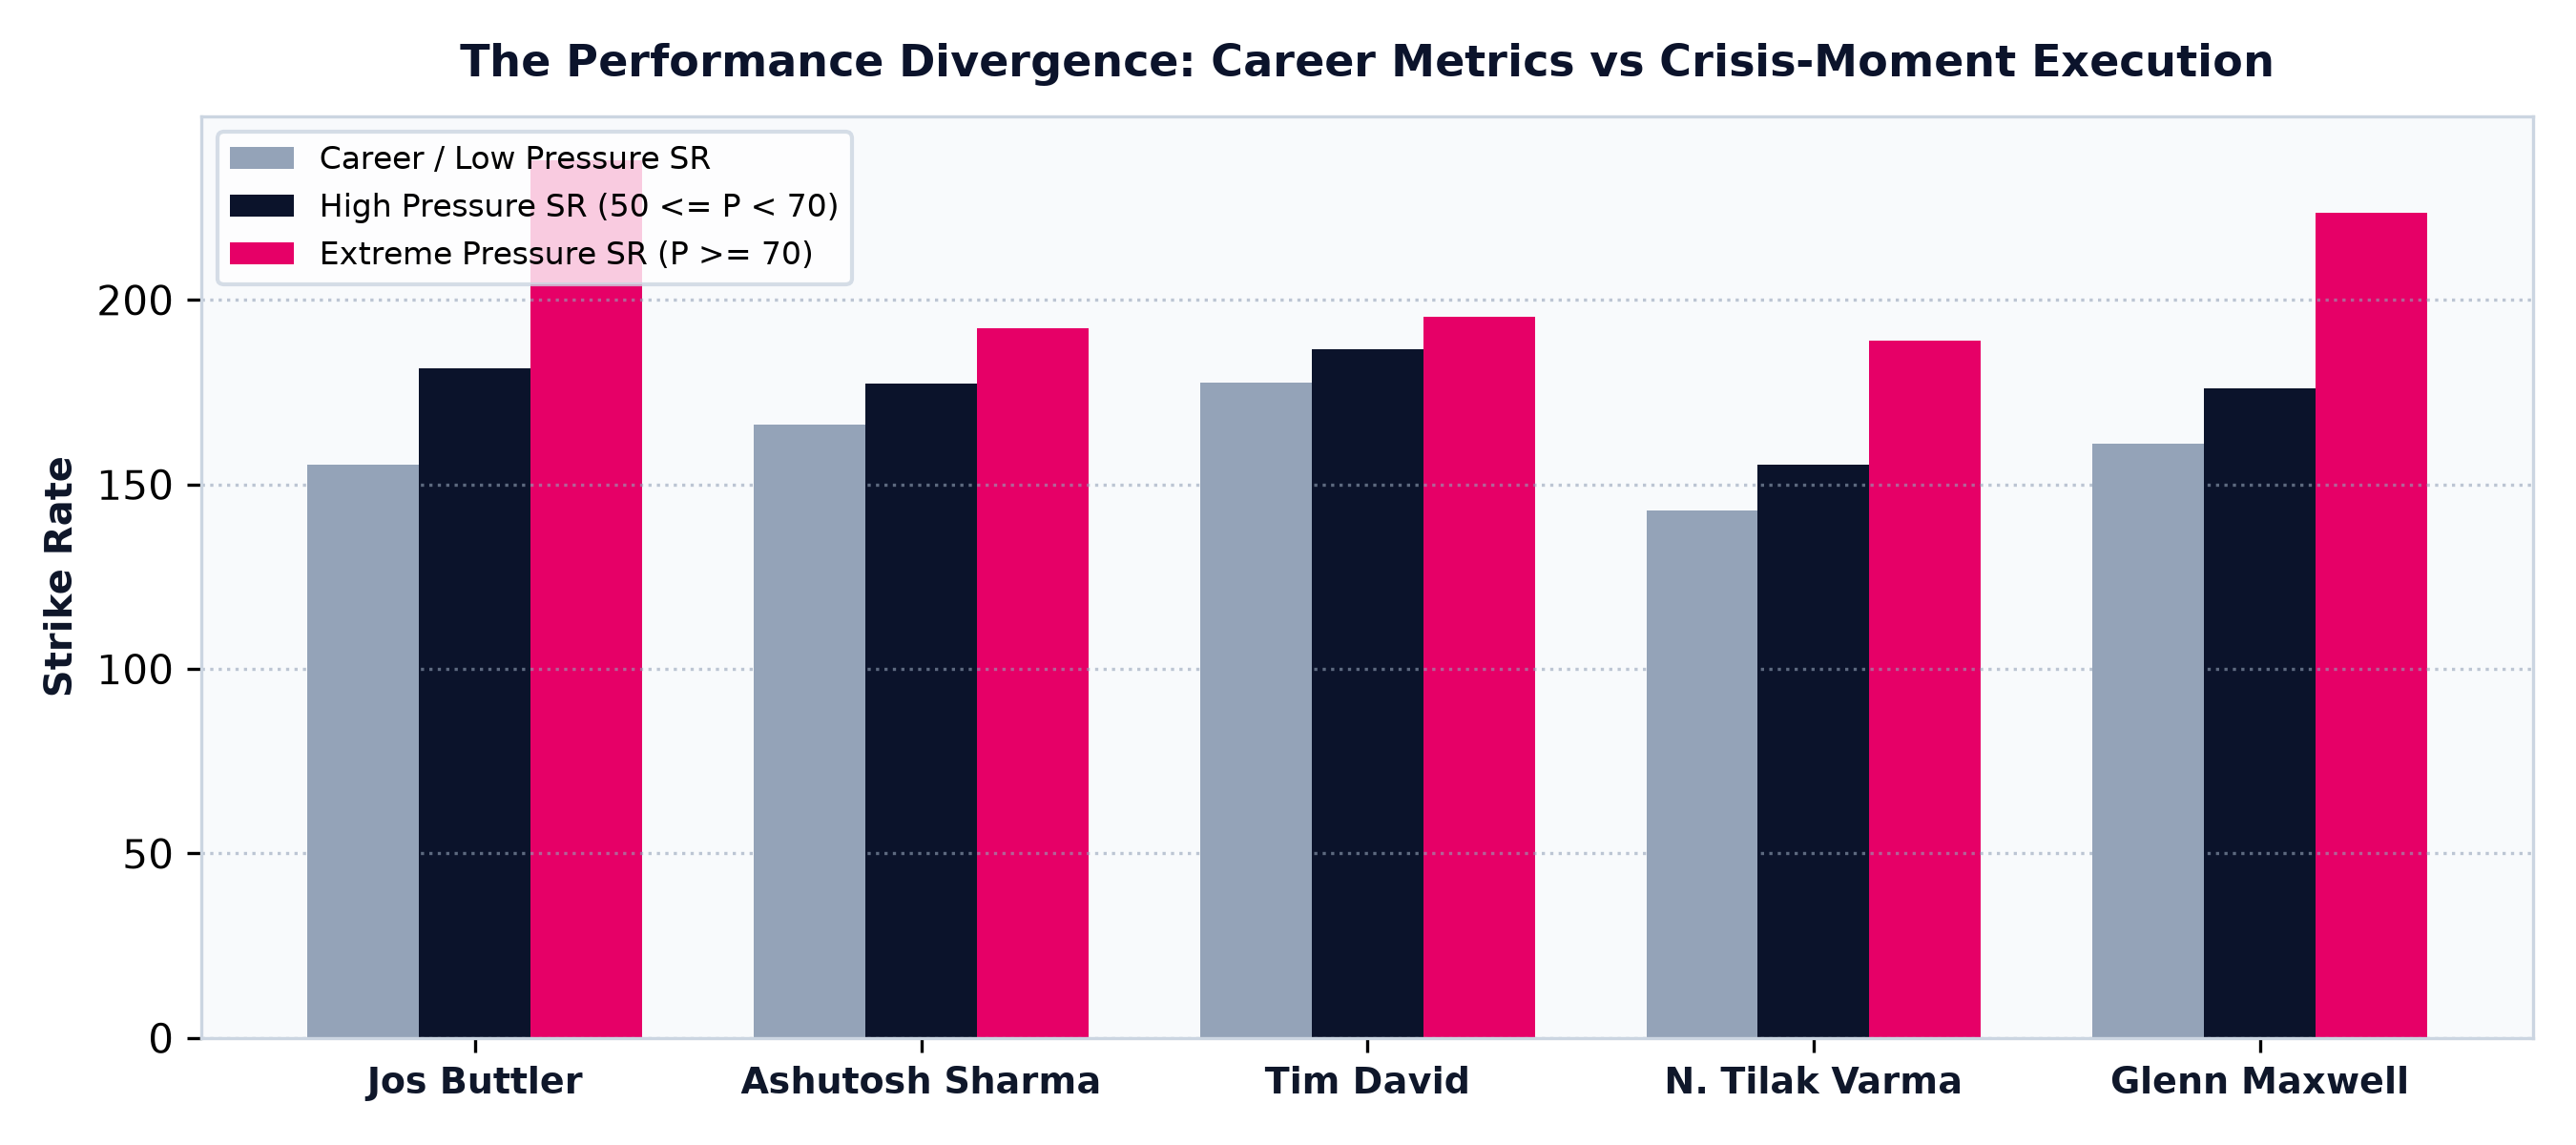 The Performance Divergence: Career Metrics vs Crisis-Moment Execution
Career / Low Pressure SR
High Pressure SR (50 <= P < 70)
Extreme Pressure SR (P >= 70)
Strike Rate
200
150
100
50
0
Jos Buttler
Ashutosh Sharma
Tim David
N. Tilak Varma
Glenn Maxwell